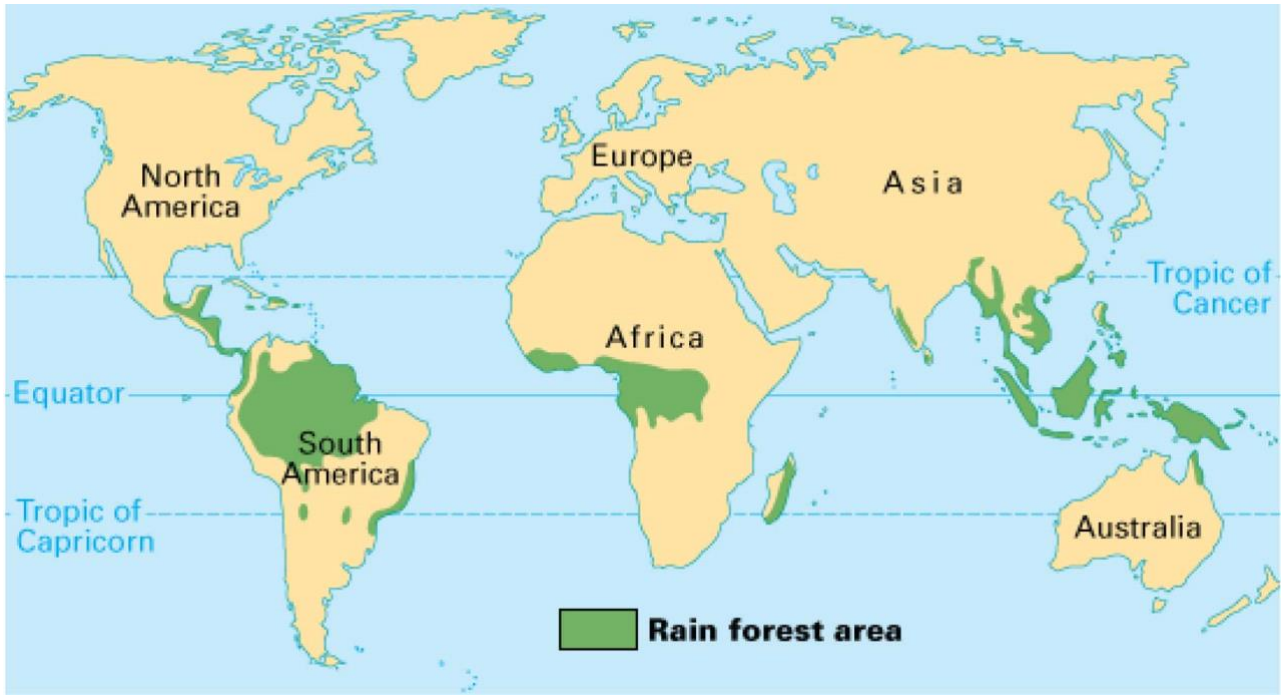 North
America
Europe
Asia
Tropic of
Cancer
Africa
Equator
South
America
Tropic of
Capricorn
Australia
Rain forest area